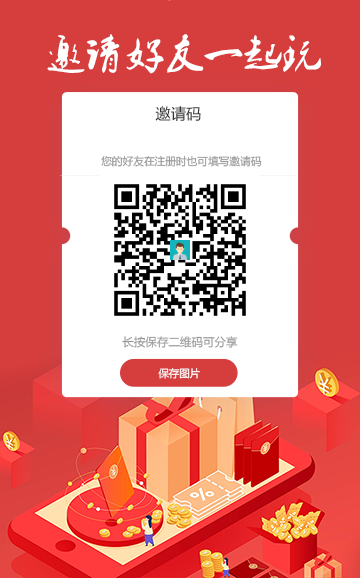 邀请好友一起玩
邀请码
您的好友在注册时也可填写邀请码
长按保存二维码可分享
保存图片
%